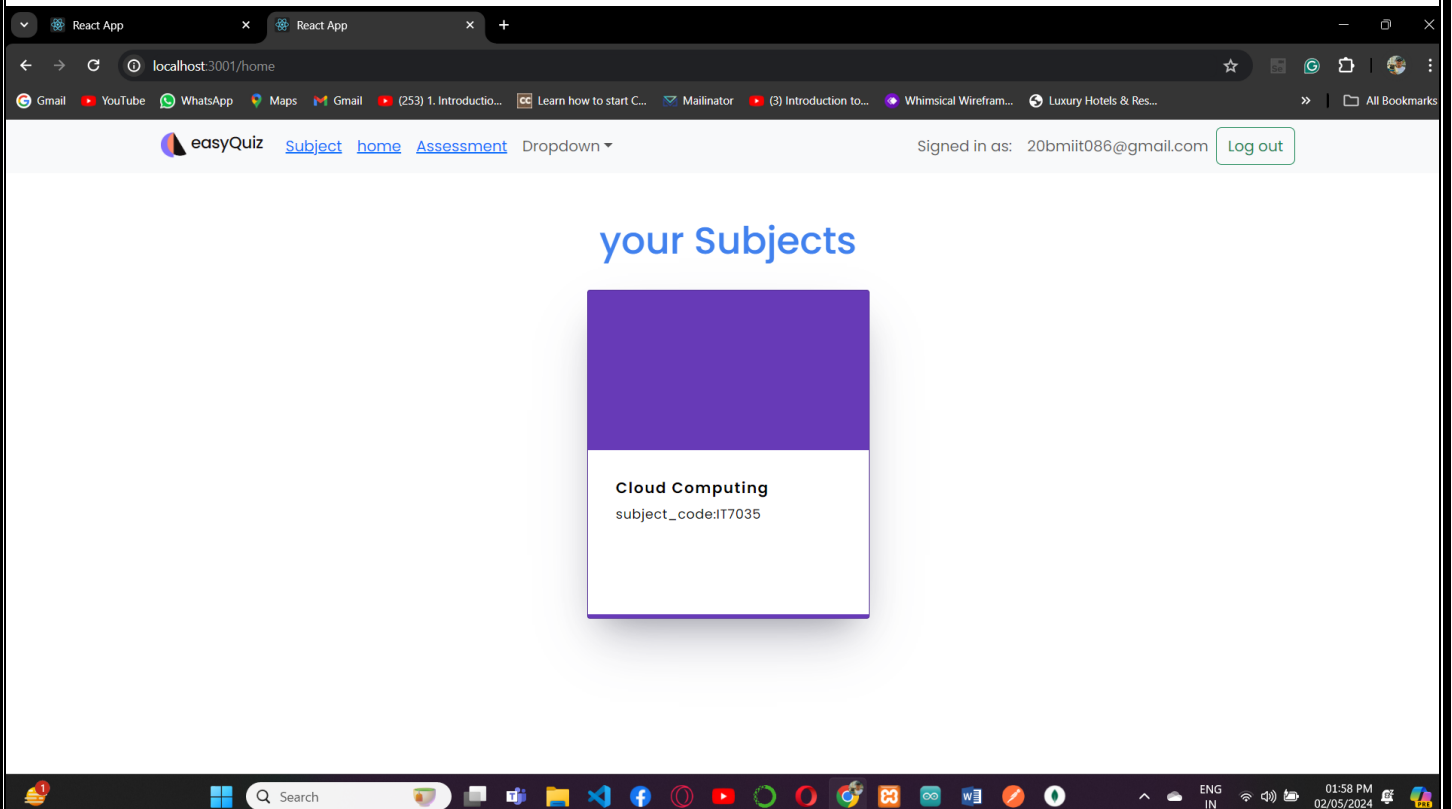 React App
React App
localhost:3001/home
Gmail YouTube WhatsApp Maps Gmail (253) 1. Introductio... CC Learn how to start C... Mailinator (3) Introduction to... Whimsical Wirefram... Luxury Hotels & Res... » All Bookmarks
easyQuiz Subject home Assessment Dropdown Signed in as: 20bmiit086@gmail.com Log out
your Subjects
Cloud Computing
subject_code:IT7035
1 Search ENG 01:58 PM
IN 02/05/2024